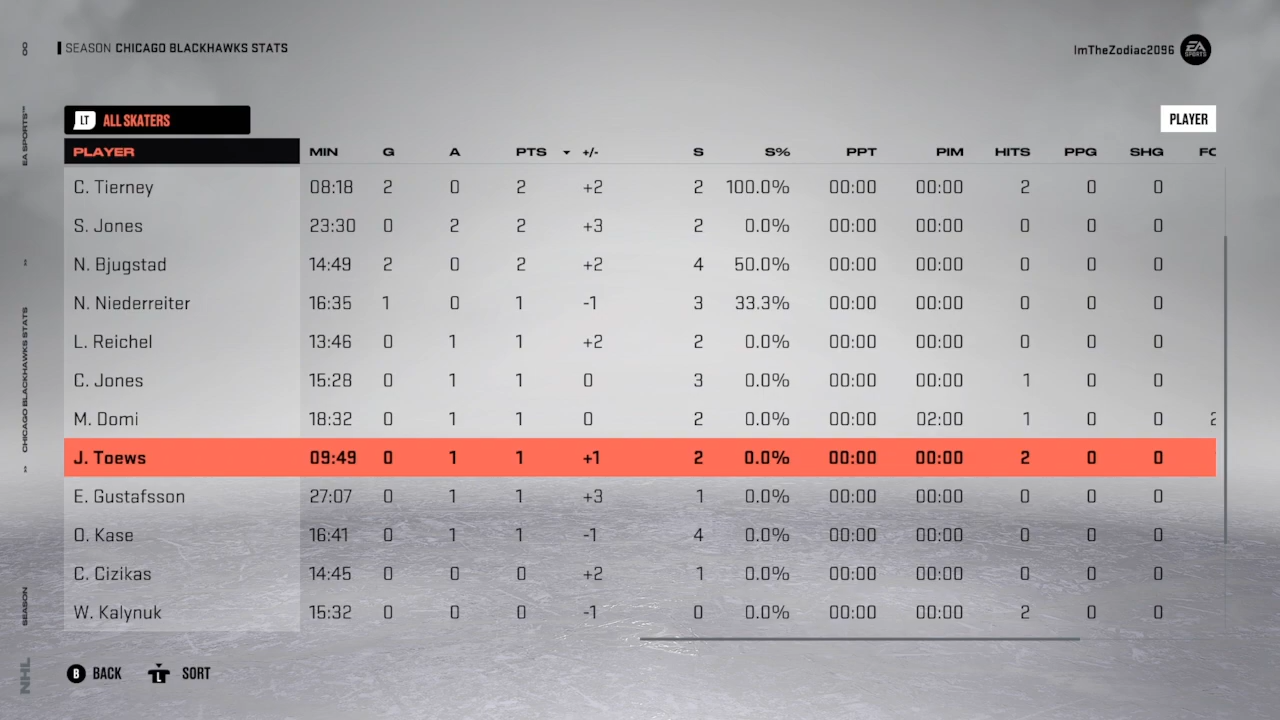 SEASON CHICAGO BLACKHAWKS STATS
ImTheZodiac2096 EA SPORTS
LT ALL SKATERS
PLAYER
PLAYER MIN G A PTS +/- S S% PPT PIM HITS PPG SHG FO
C. Tierney 08:18 2 0 2 +2 2 100.0% 00:00 00:00 2 0 0
S. Jones 23:30 0 2 2 +3 2 0.0% 00:00 00:00 0 0 0
N. Bjugstad 14:49 2 0 2 +2 4 50.0% 00:00 00:00 0 0 0
N. Niederreiter 16:35 1 0 1 -1 3 33.3% 00:00 00:00 0 0 0
L. Reichel 13:46 0 1 1 +2 2 0.0% 00:00 00:00 0 0 0
C. Jones 15:28 0 1 1 0 3 0.0% 00:00 00:00 1 0 0
M. Domi 18:32 0 1 1 0 2 0.0% 00:00 02:00 1 0 0 2
J. Toews 09:49 0 1 1 +1 2 0.0% 00:00 00:00 2 0 0
E. Gustafsson 27:07 0 1 1 +3 1 0.0% 00:00 00:00 0 0 0
O. Kase 16:41 0 1 1 -1 4 0.0% 00:00 00:00 0 0 0
C. Cizikas 14:45 0 0 0 +2 1 0.0% 00:00 00:00 0 0 0
W. Kalynuk 15:32 0 0 0 -1 0 0.0% 00:00 00:00 2 0 0
B BACK L SORT
NHL SEASON » CHICAGO BLACKHAWKS STATS EA SPORTS™